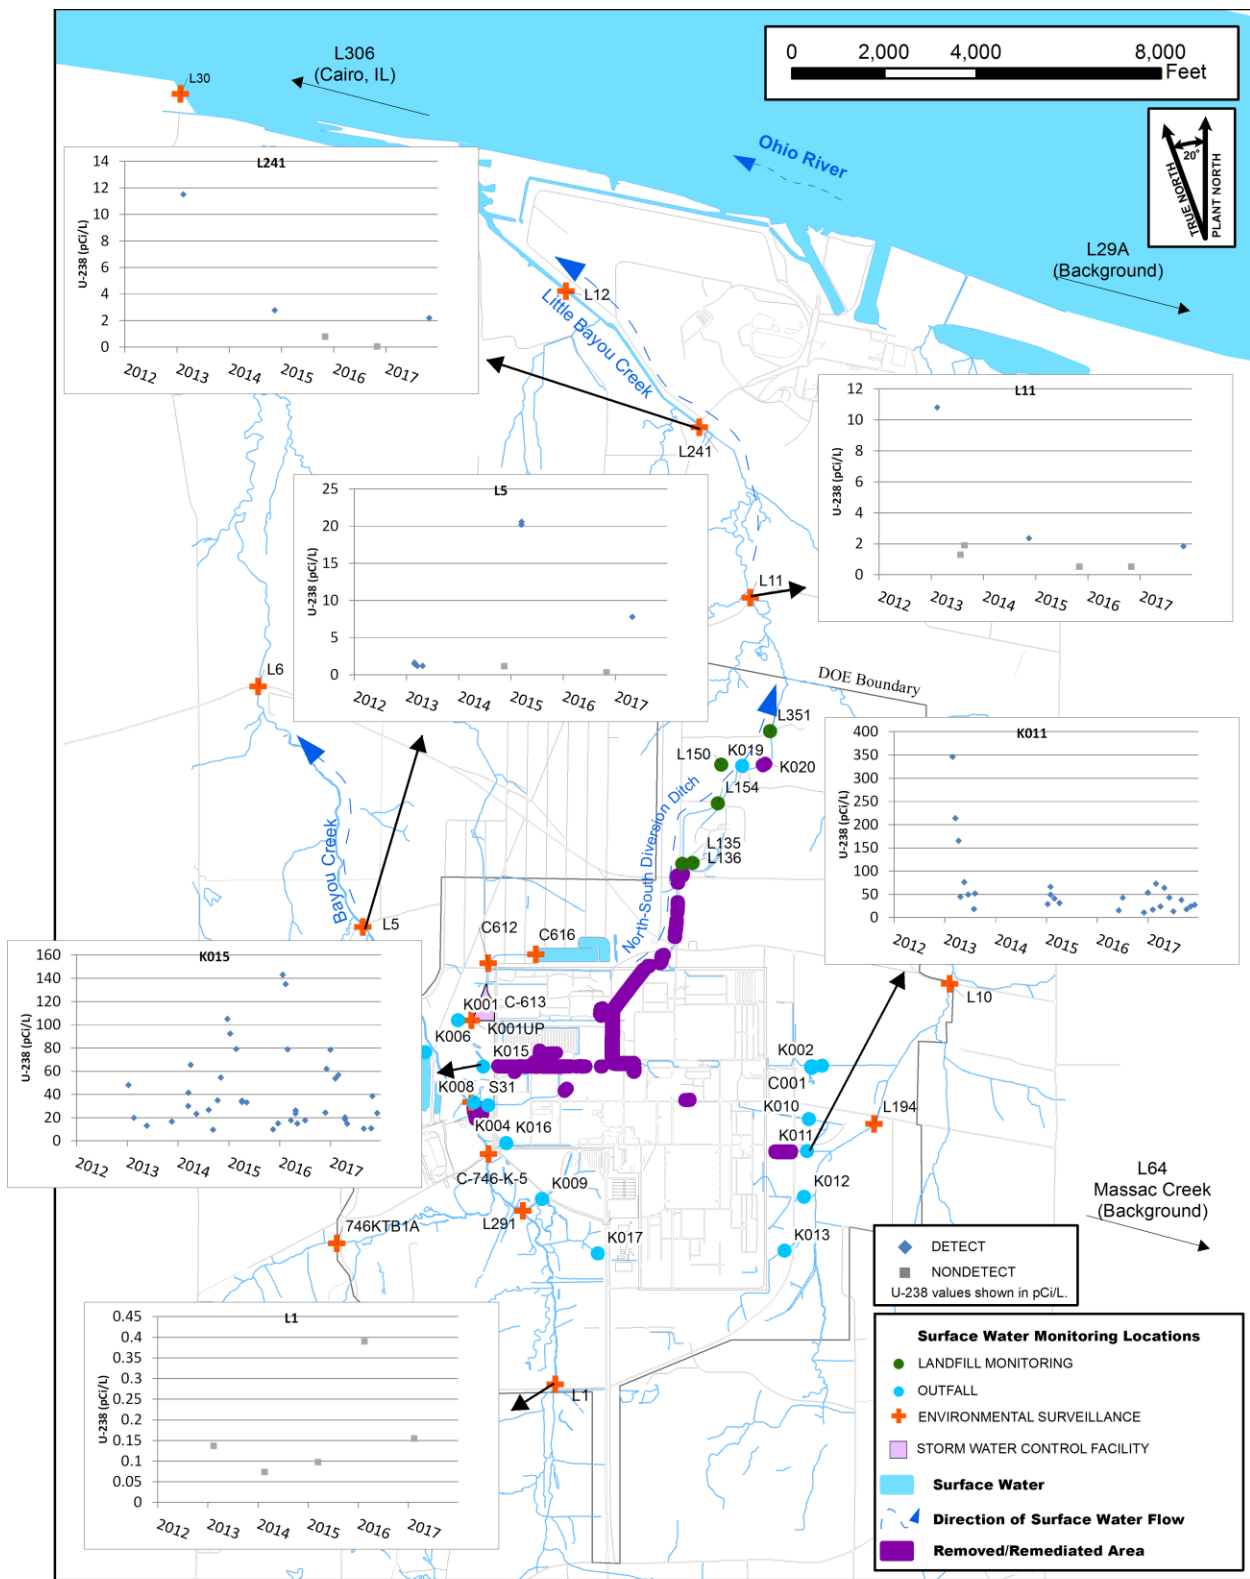 0 2,000 4,000 8,000
Feet
L306
(Cairo, IL)
L30
TRUE NORTH
20°
PLANT NORTH
Ohio River
L29A
(Background)
L241
U-238 (pCi/L)
14
12
10
8
6
4
2
0
2012 2013 2014 2015 2016 2017
L12
Little Bayou Creek
L241
L11
U-238 (pCi/L)
12
10
8
6
4
2
0
2012 2013 2014 2015 2016 2017
L5
U-238 (pCi/L)
25
20
15
10
5
0
2012 2013 2014 2015 2016 2017
L11
L6
DOE Boundary
L351
K019
L150
K020
L154
L135
L136
North-South Diversion Ditch
K011
U-238 (pCi/L)
400
350
300
250
200
150
100
50
0
2012 2013 2014 2015 2016 2017
Bayou Creek
L5
C612
C616
L10
K015
U-238 (pCi/L)
160
140
120
100
80
60
40
20
0
2012 2013 2014 2015 2016 2017
K001
C-613
K006
K001UP
K015
K008
S31
K004
K016
C-746-K-5
K009
L291
746KTB1A
K017
K002
C001
K010
L194
K011
K012
K013
L64
Massac Creek
(Background)
DETECT
NONDETECT
U-238 values shown in pCi/L.
L1
U-238 (pCi/L)
0.45
0.4
0.35
0.3
0.25
0.2
0.15
0.1
0.05
0
2012 2013 2014 2015 2016 2017
L1
Surface Water Monitoring Locations
LANDFILL MONITORING
OUTFALL
ENVIRONMENTAL SURVEILLANCE
STORM WATER CONTROL FACILITY
Surface Water
Direction of Surface Water Flow
Removed/Remediated Area